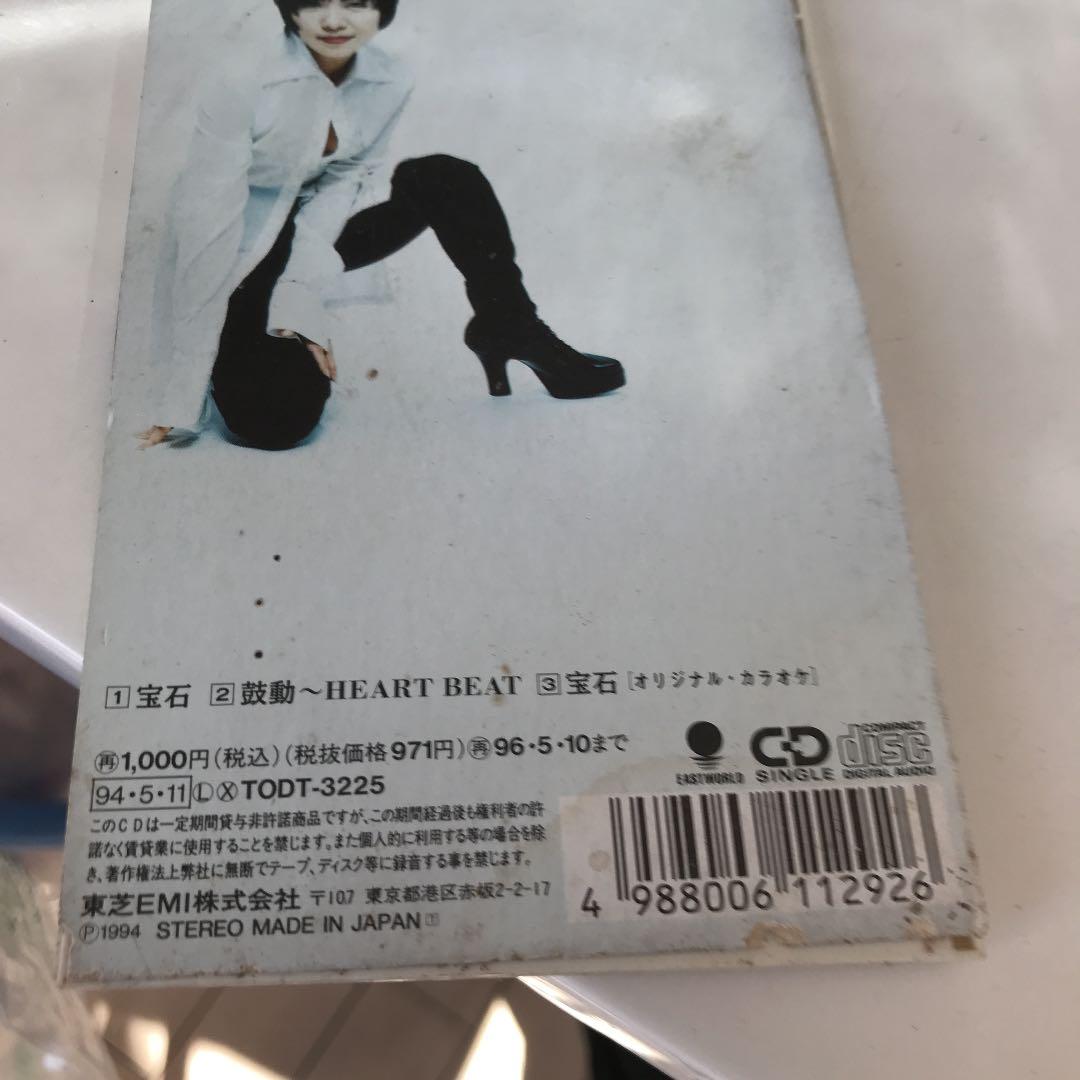 1 宝石 2 鼓動～HEART BEAT 3 宝石［オリジナル・カラオケ］
再1,000円(税込)(税抜価格971円)再96・5・10まで
94・5・11 Ⓛ Ⓧ TODT-3225
このCDは一定期間貸与非許諾商品ですが、この期間経過後も権利者の許
諾なく賃貸業に使用することを禁じます。また個人的に利用する等の場合を除
き、著作権法上弊社に無断でテープ、ディスク等に録音する事を禁じます。
東芝EMI株式会社 〒107 東京都港区赤坂2-2-17
Ⓟ1994 STEREO MADE IN JAPAN T
EASTWORLD
CD SINGLE
COMPACT disc DIGITAL AUDIO
4 988006 112926